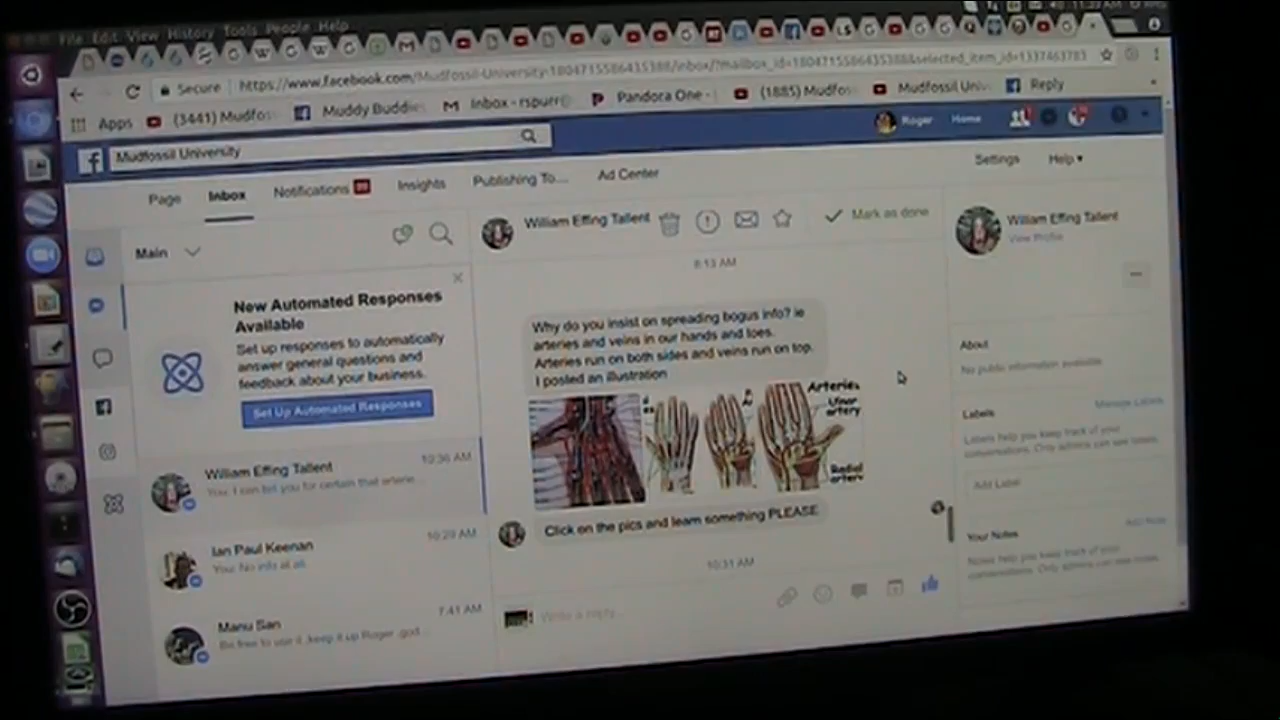 File Edit View History Tools People Help
Secure https://www.facebook.com/Mudfossil-University-1804715586435388/inbox/?mailbox_id=1804715586435388&selected_item_id=1337463783
Apps (3441) Mudfos Muddy Buddie Inbox - rspurr@ Pandora One - (1885) Mudfos Mudfossil Univ Reply
Mudfossil University
Roger Home
Page Inbox Notifications Insights Publishing To... Ad Center Settings Help
Main
William Effing Tallent
Mark as done
William Effing Tallent
View Profile
8:13 AM
New Automated Responses
Available
Set up responses to automatically
answer general questions and
feedback about your business.
Set Up Automated Responses
Why do you insist on spreading bogus info? ie
arteries and veins in our hands and toes.
Arteries run on both sides and veins run on top.
I posted an illustration
Arteries
Ulnar
artery
Radial
artery
Click on the pics and learn something PLEASE
10:31 AM
Write a reply...
William Effing Tallent 10:36 AM
You: I can tell you for certain that arterie...
Ian Paul Keenan 10:29 AM
You: No info at all
Manu San 7:41 AM
Be free to use it .keep it up Roger .god...
About
No public information available
Labels Manage Labels
Labels help you keep track of your
conversations. Only admins can see labels.
Add Label
Your Notes Add Note
Notes help you keep track of your
conversations. Only admins can see